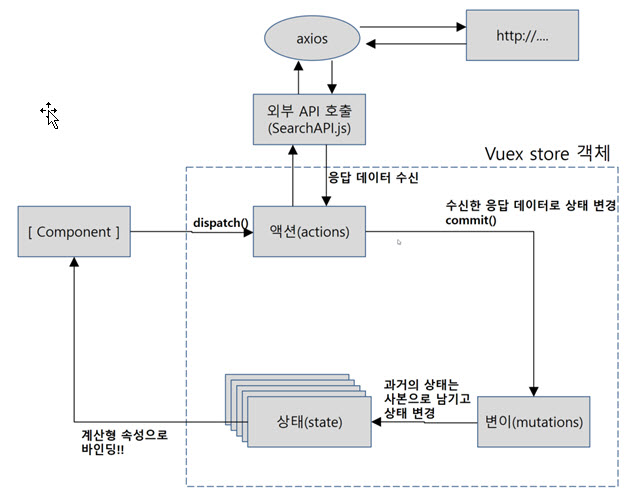 axios
http://....
외부 API 호출
(SearchAPI.js)
Vuex store 객체
응답 데이터 수신
수신한 응답 데이터로 상태 변경
commit()
dispatch()
[ Component ]
액션(actions)
과거의 상태는
사본으로 남기고
상태 변경
상태(state)
변이(mutations)
계산형 속성으로
바인딩!!